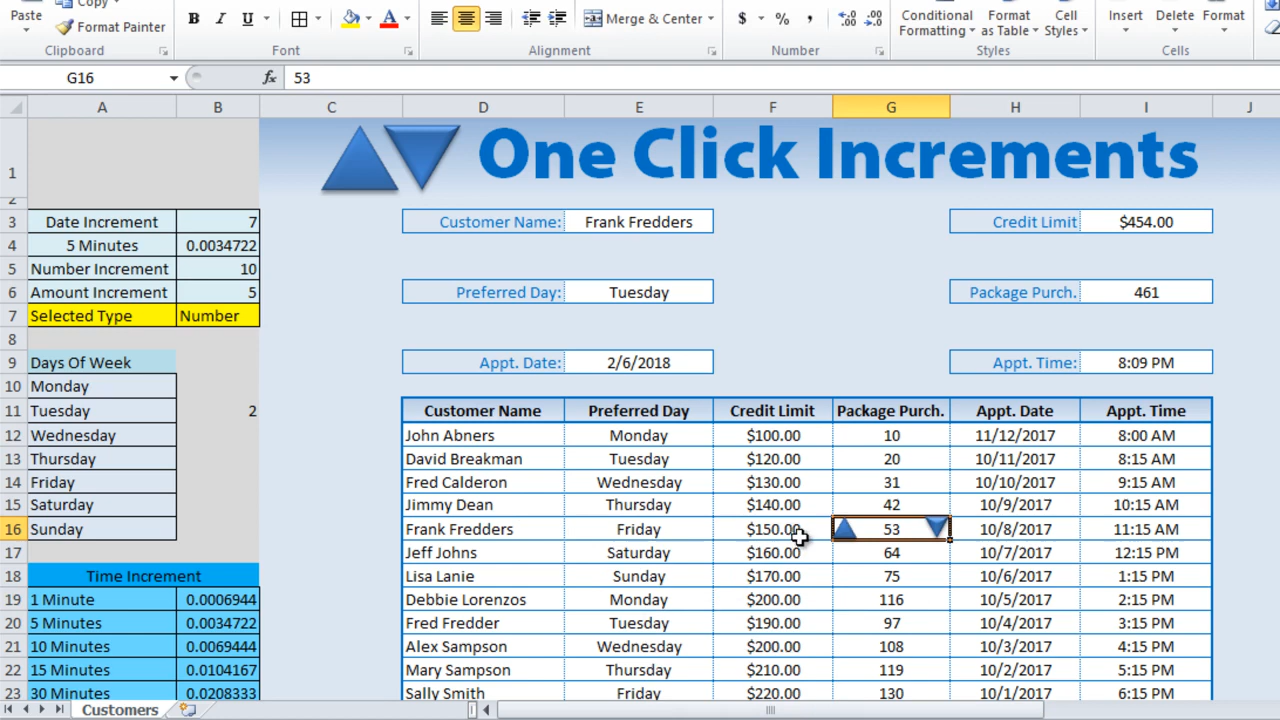 Paste
Copy
Format Painter
Clipboard
B I U
A
Font
Merge & Center
Alignment
$ % ,
.0 .00
.00 .0
Number
Conditional Formatting
Format as Table
Cell Styles
Styles
Insert Delete Format
Cells
G16 fx 53
A B C D E F G H I J
1 One Click Increments
2
3 Date Increment 7 Customer Name: Frank Fredders Credit Limit $454.00
4 5 Minutes 0.0034722
5 Number Increment 10
6 Amount Increment 5 Preferred Day: Tuesday Package Purch. 461
7 Selected Type Number
8
9 Days Of Week Appt. Date: 2/6/2018 Appt. Time: 8:09 PM
10 Monday
11 Tuesday 2 Customer Name Preferred Day Credit Limit Package Purch. Appt. Date Appt. Time
12 Wednesday John Abners Monday $100.00 10 11/12/2017 8:00 AM
13 Thursday David Breakman Tuesday $120.00 20 10/11/2017 8:15 AM
14 Friday Fred Calderon Wednesday $130.00 31 10/10/2017 9:15 AM
15 Saturday Jimmy Dean Thursday $140.00 42 10/9/2017 10:15 AM
16 Sunday Frank Fredders Friday $150.00 53 10/8/2017 11:15 AM
17 Jeff Johns Saturday $160.00 64 10/7/2017 12:15 PM
18 Time Increment Lisa Lanie Sunday $170.00 75 10/6/2017 1:15 PM
19 1 Minute 0.0006944 Debbie Lorenzos Monday $200.00 116 10/5/2017 2:15 PM
20 5 Minutes 0.0034722 Fred Fredder Tuesday $190.00 97 10/4/2017 3:15 PM
21 10 Minutes 0.0069444 Alex Sampson Wednesday $200.00 108 10/3/2017 4:15 PM
22 15 Minutes 0.0104167 Mary Sampson Thursday $210.00 119 10/2/2017 5:15 PM
23 30 Minutes 0.0208333 Sally Smith Friday $220.00 130 10/1/2017 6:15 PM
Customers